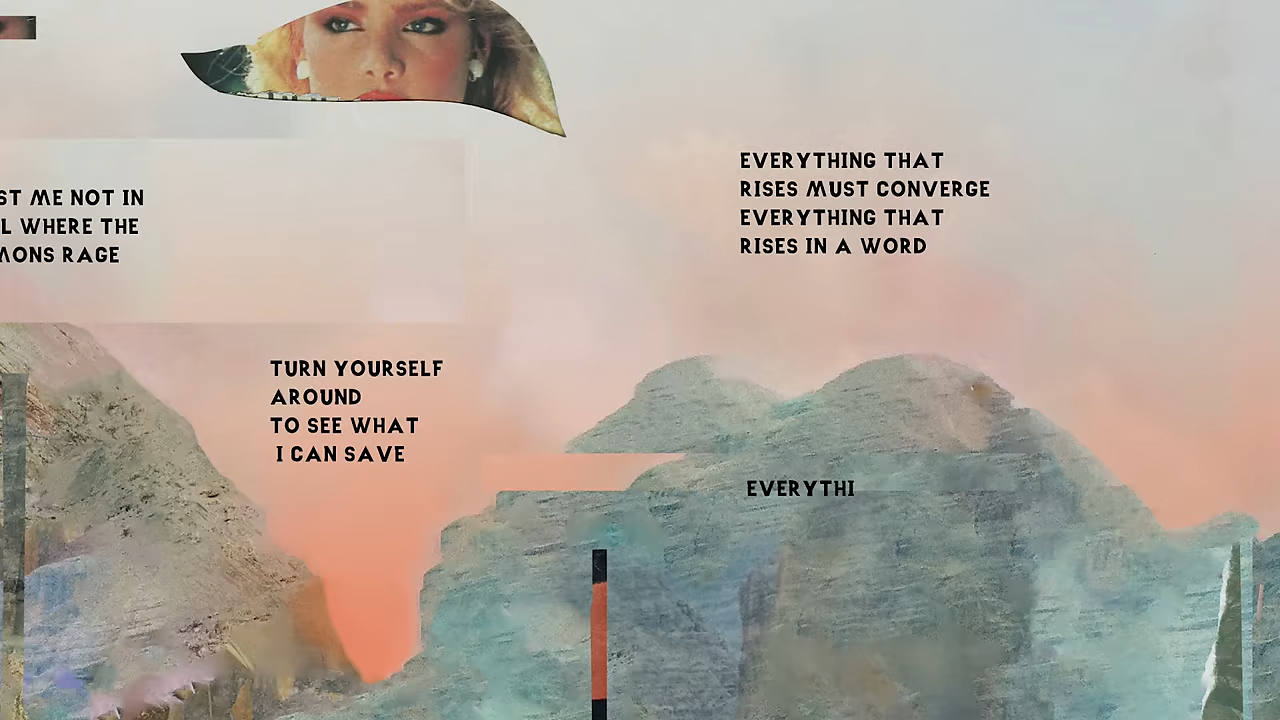 ST ME NOT IN
L WHERE THE
MONS RAGE
TURN YOURSELF
AROUND
TO SEE WHAT
I CAN SAVE
EVERYTHING THAT
RISES MUST CONVERGE
EVERYTHING THAT
RISES IN A WORD
EVERYTHI